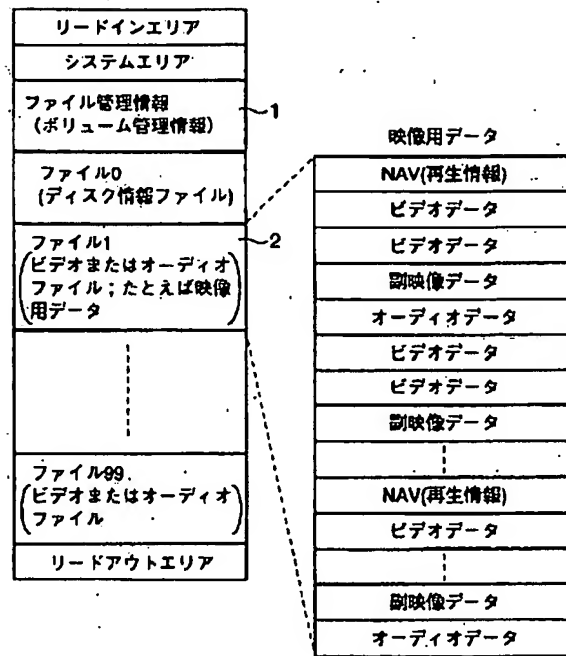 リードインエリア
システムエリア
ファイル管理情報
(ボリューム管理情報)
1
ファイル0
(ディスク情報ファイル)
ファイル1
ビデオまたはオーディオ
ファイル;たとえば映像
用データ
2
ファイル99
ビデオまたはオーディオ
ファイル
リードアウトエリア
映像用データ
NAV(再生情報)
ビデオデータ
ビデオデータ
副映像データ
オーディオデータ
ビデオデータ
ビデオデータ
副映像データ
NAV(再生情報)
ビデオデータ
副映像データ
オーディオデータ